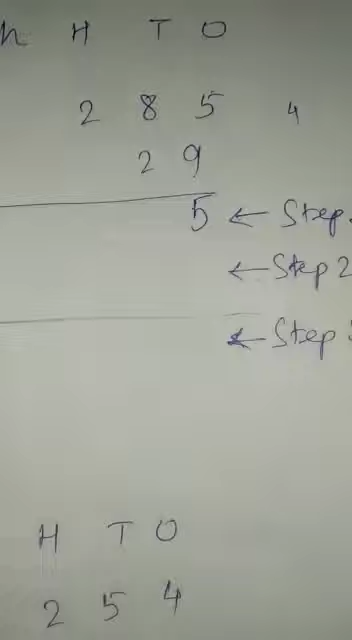 h H T O
2 8 5 4
2 9
5 ← Step
← Step 2
← Step
H T O
2 5 4